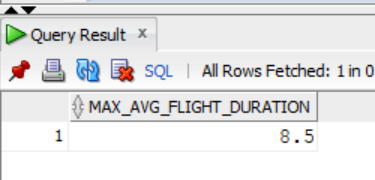 Query Result x
SQL | All Rows Fetched: 1 in 0
MAX_AVG_FLIGHT_DURATION
1 8.5